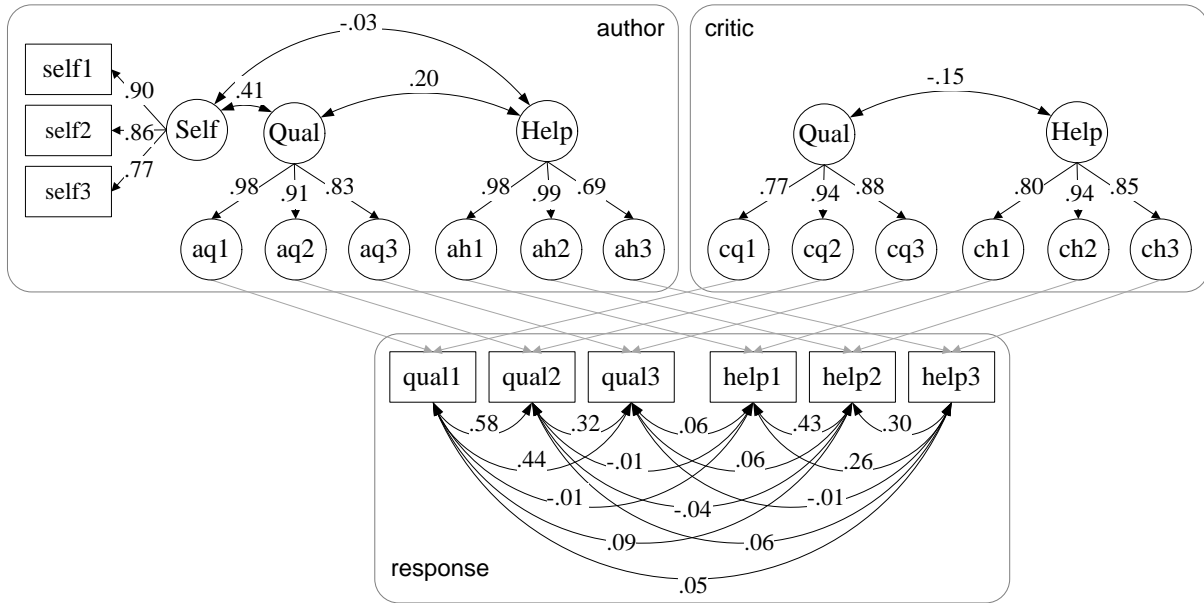 -.03 author critic
self1
.90 .41 .20 -.15
self2 .86 Self Qual Help Qual Help
.77
self3 .98 .91 .83 .98 .99 .69 .77 .94 .88 .80 .94 .85
aq1 aq2 aq3 ah1 ah2 ah3 cq1 cq2 cq3 ch1 ch2 ch3
qual1 qual2 qual3 help1 help2 help3
.58 .32 .06 .43 .30
.44 -.01 .06 .26
-.01 -.04 -.01
.09 .06
response .05